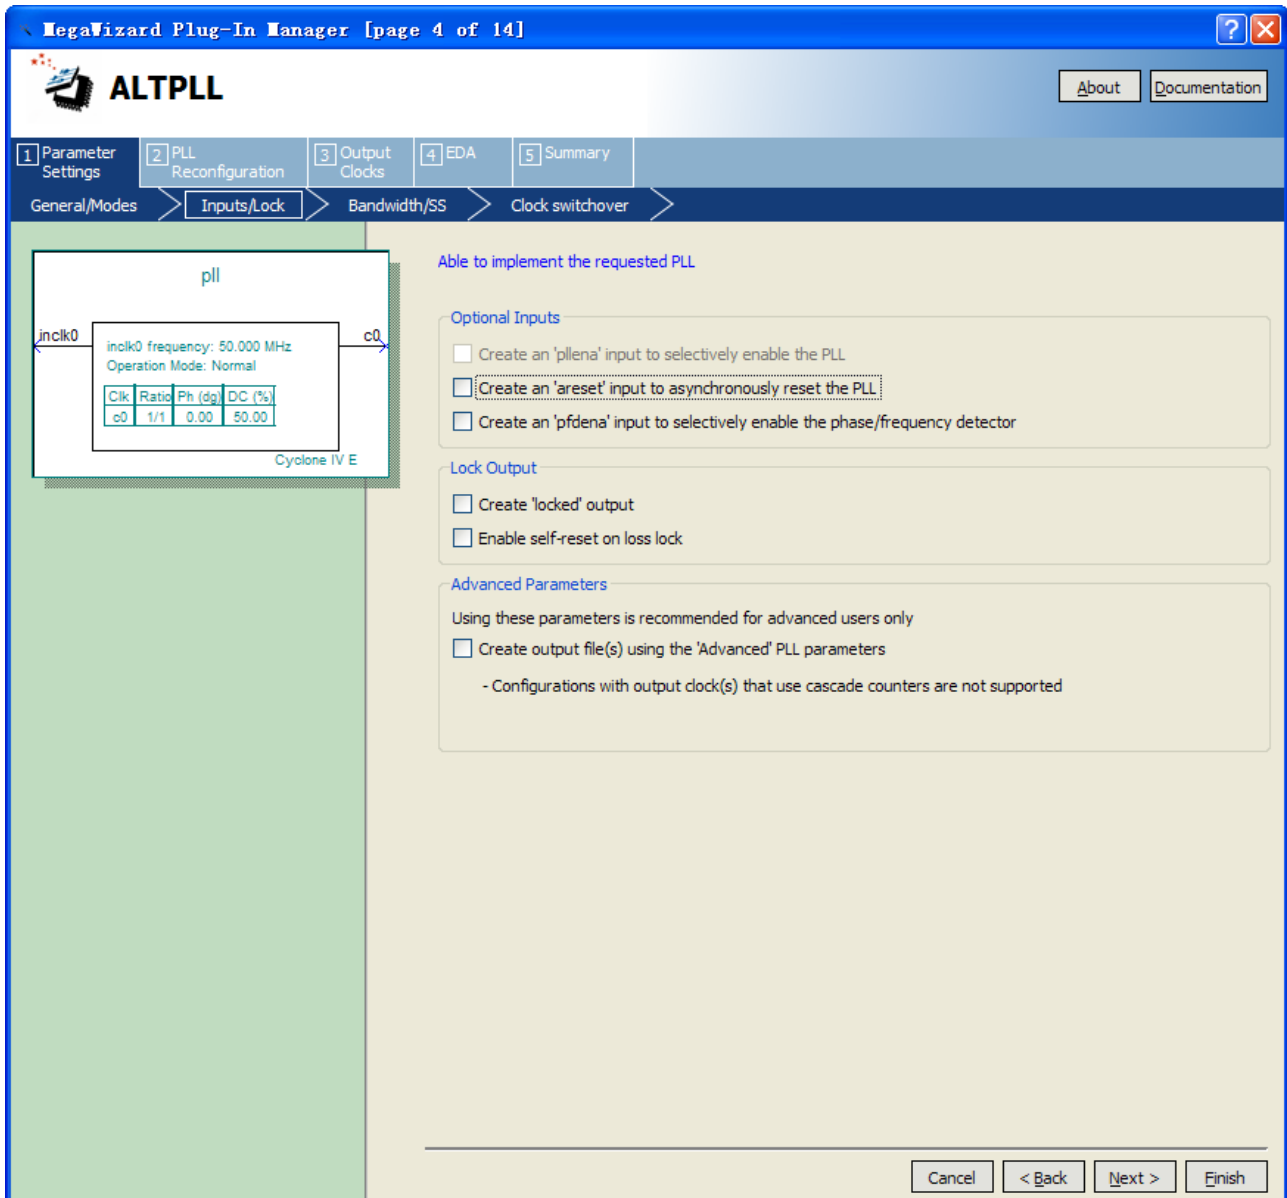 MegaWizard Plug-In Manager [page 4 of 14]
?
ALTPLL
About
Documentation
1 Parameter Settings
2 PLL Reconfiguration
3 Output Clocks
4 EDA
5 Summary
General/Modes
Inputs/Lock
Bandwidth/SS
Clock switchover
pll
inclk0
c0
inclk0 frequency: 50.000 MHz
Operation Mode: Normal
Clk Ratio Ph (dg) DC (%)
c0 1/1 0.00 50.00
Cyclone IV E
Able to implement the requested PLL
Optional Inputs
Create an 'pllena' input to selectively enable the PLL
Create an 'areset' input to asynchronously reset the PLL
Create an 'pfdena' input to selectively enable the phase/frequency detector
Lock Output
Create 'locked' output
Enable self-reset on loss lock
Advanced Parameters
Using these parameters is recommended for advanced users only
Create output file(s) using the 'Advanced' PLL parameters
- Configurations with output clock(s) that use cascade counters are not supported
Cancel
< Back
Next >
Finish